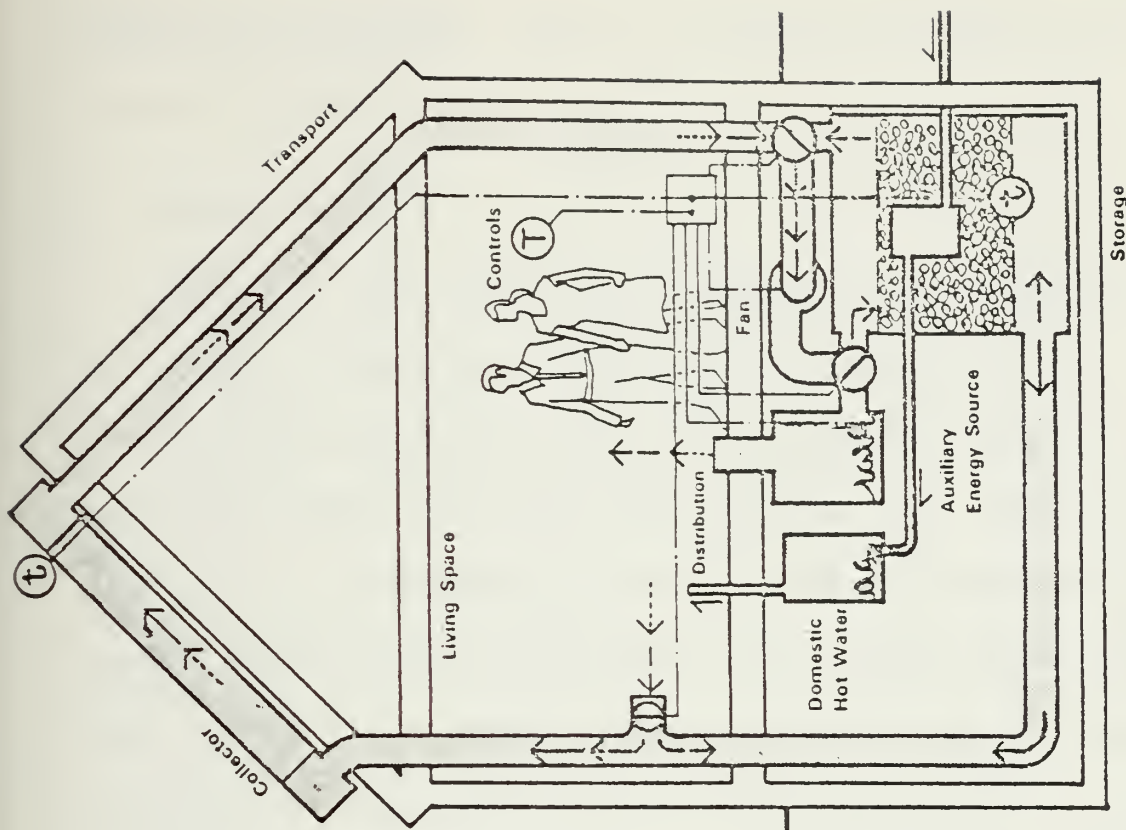 Collector
Transport
t
Living Space
Controls
T
Distribution
Fan
Domestic
Hot Water
Auxiliary
Energy Source
t
Storage